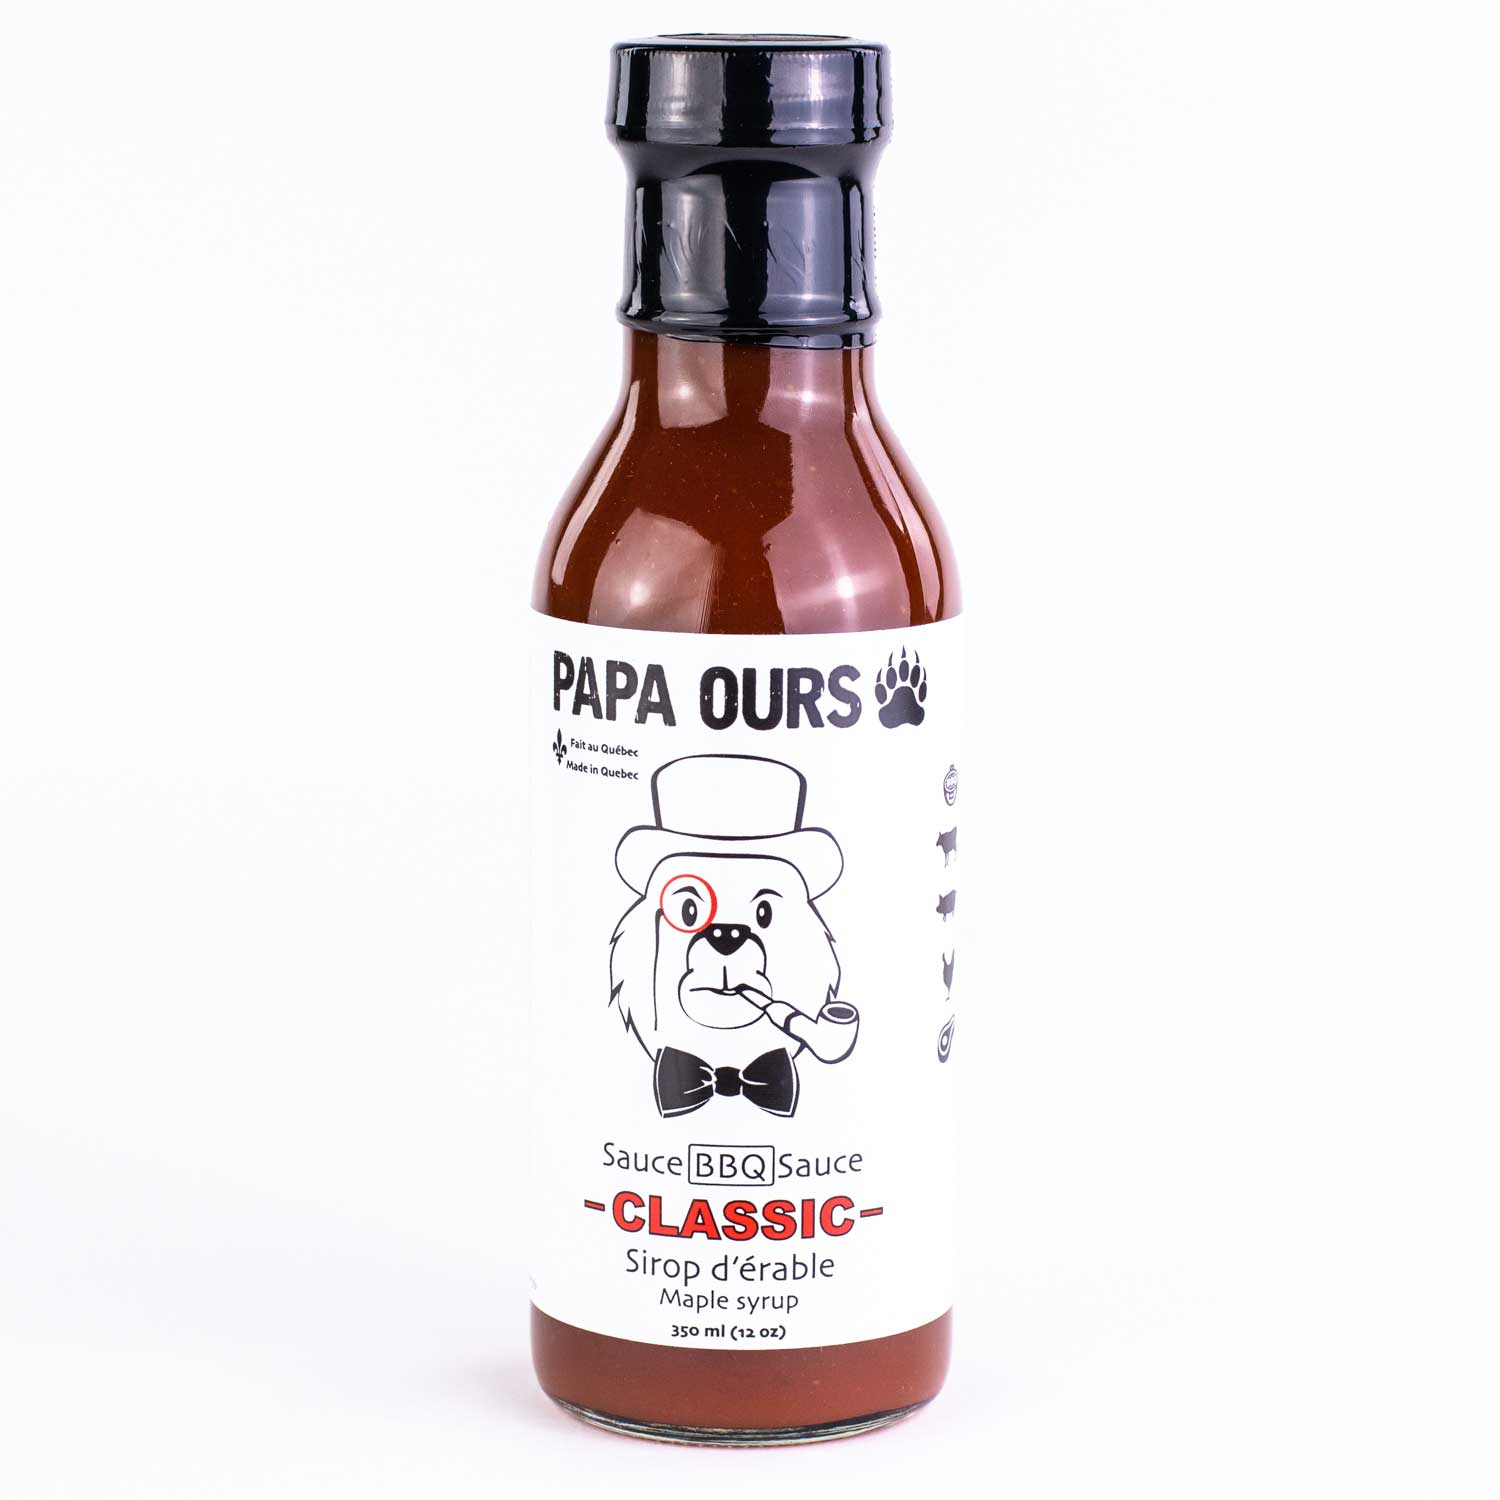 PAPA OURS
Fait au Québec
Made in Quebec
Sauce BBQ Sauce
-CLASSIC-
Sirop d'érable
Maple syrup
350 ml (12 oz)